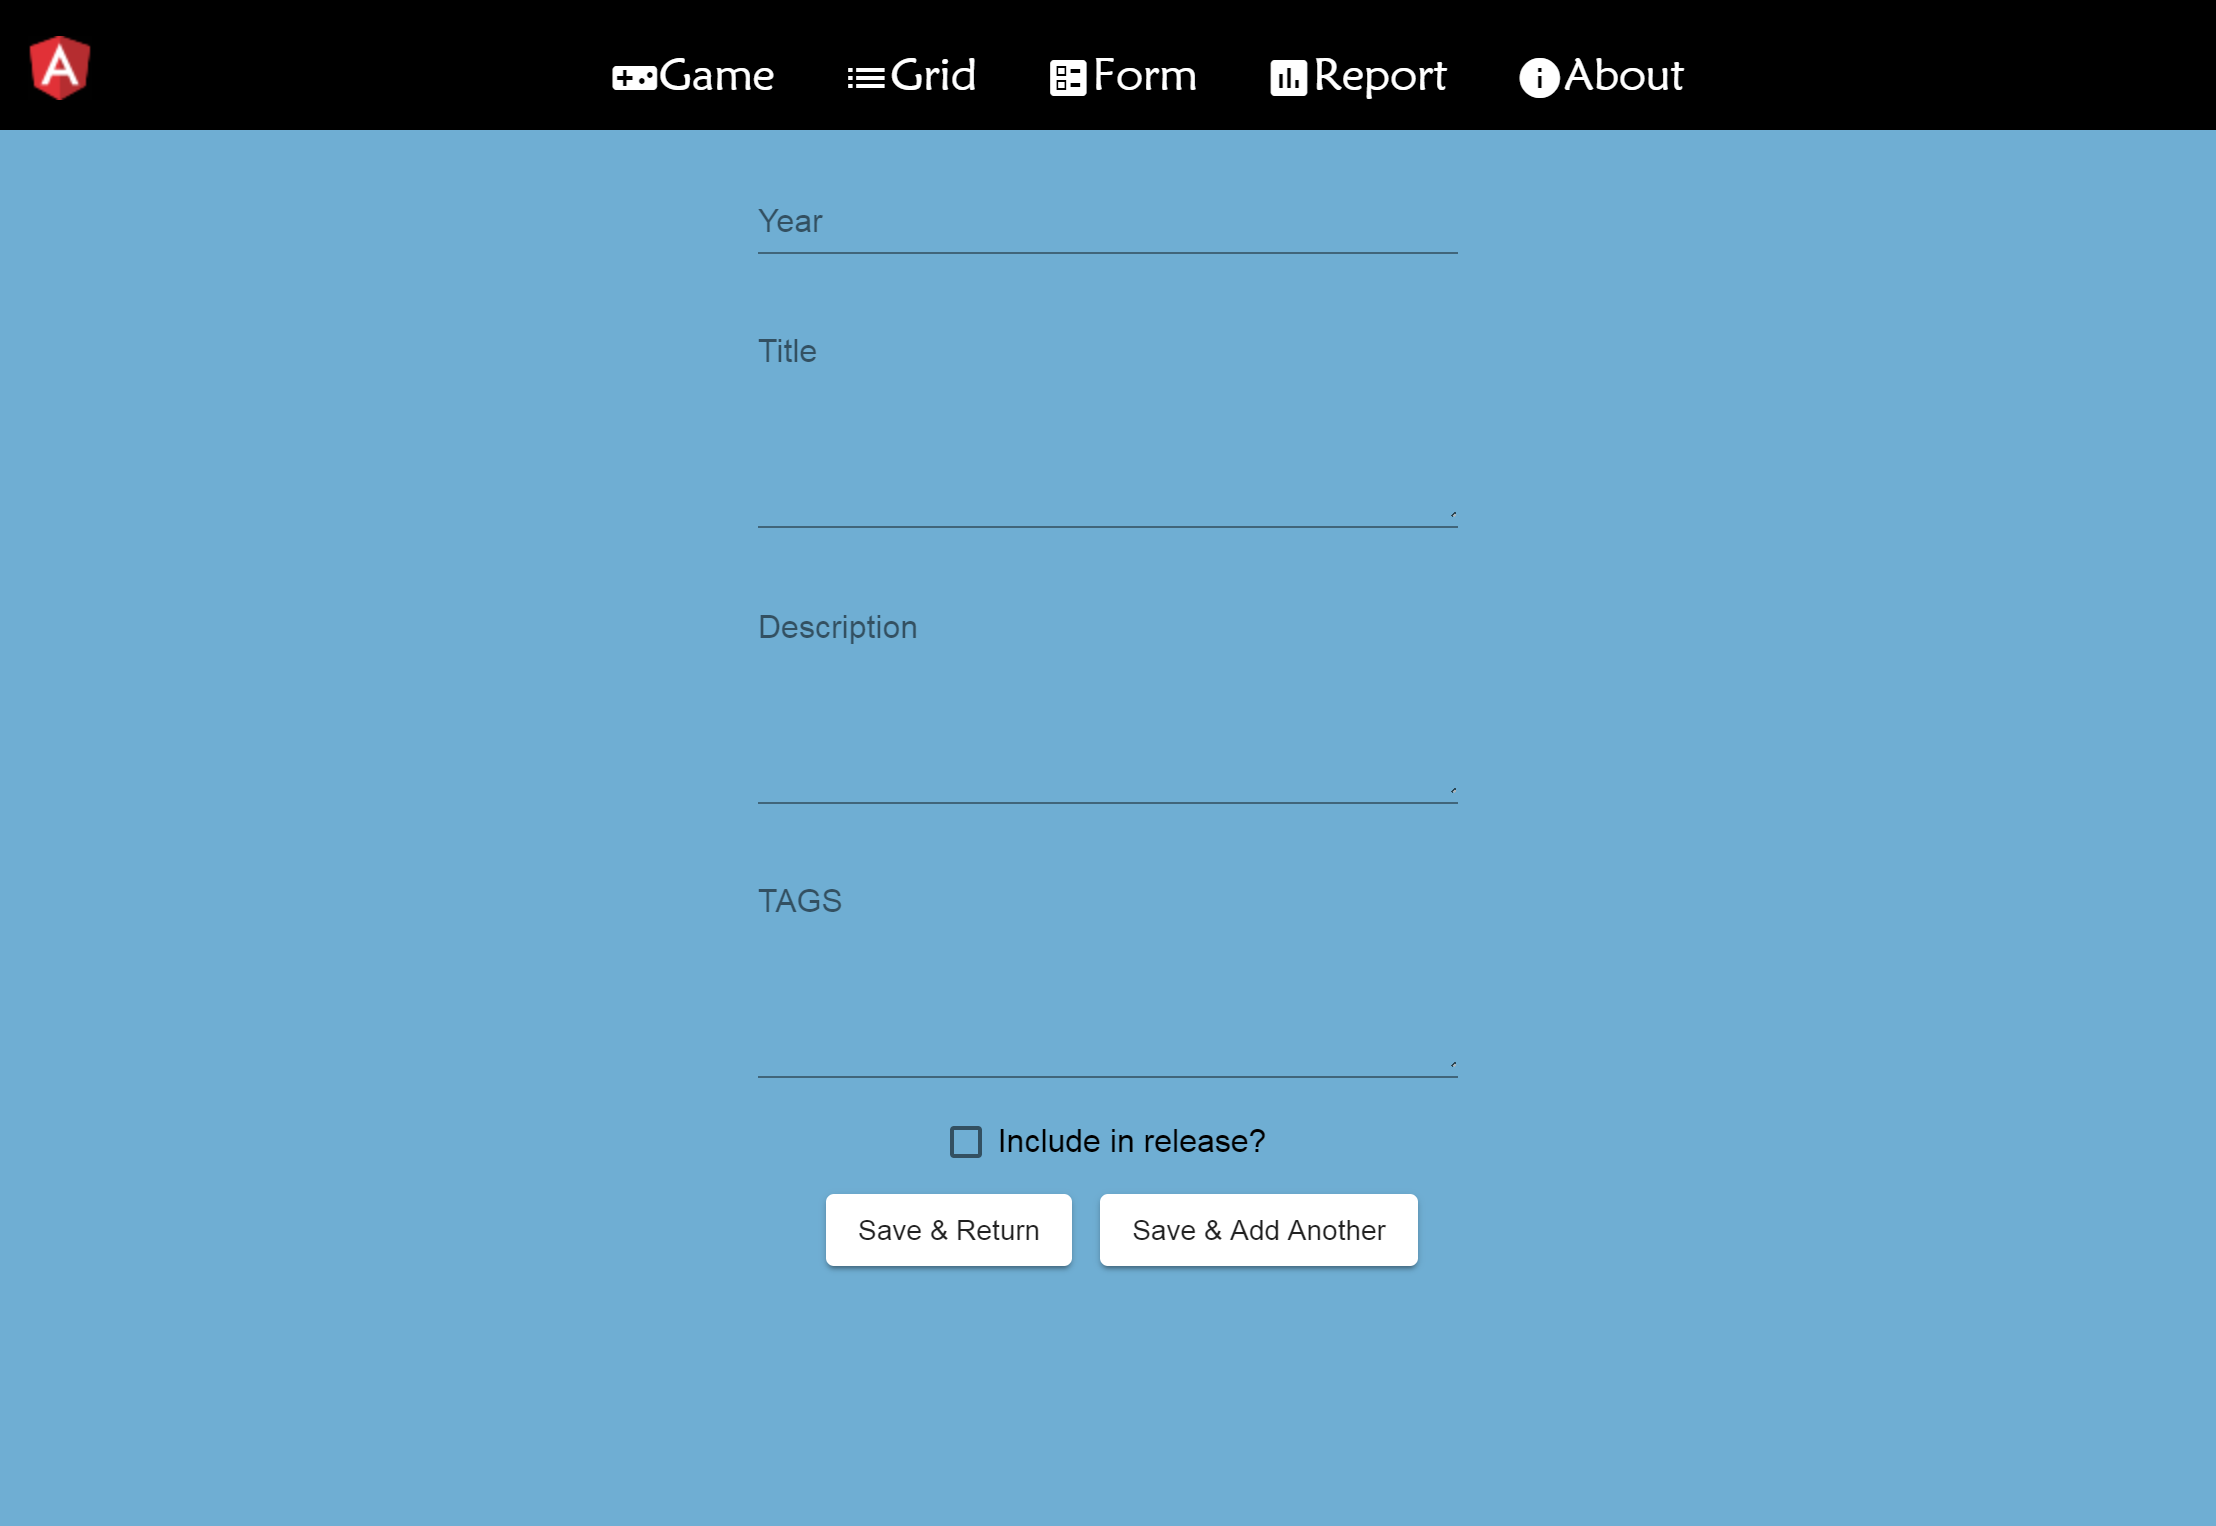 Game Grid Form Report About
Year
Title
Description
TAGS
Include in release?
Save & Return Save & Add Another